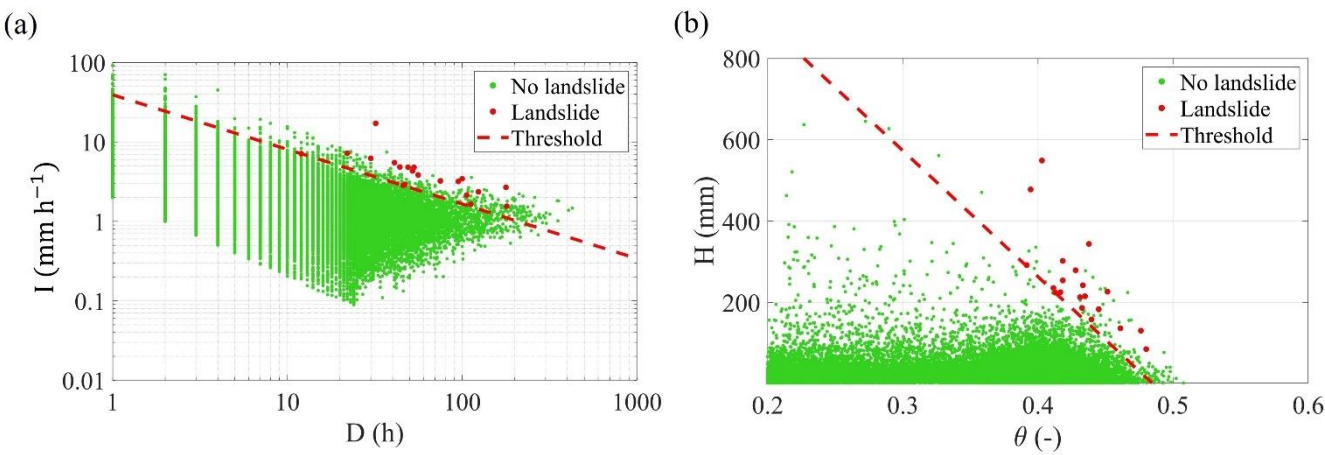 (a)
100
10
1
0.1
0.01
I (mm h⁻¹)
1
10
100
1000
D (h)
No landslide
Landslide
Threshold
(b)
800
600
400
200
H (mm)
0.2
0.3
0.4
0.5
0.6
θ (-)
No landslide
Landslide
Threshold